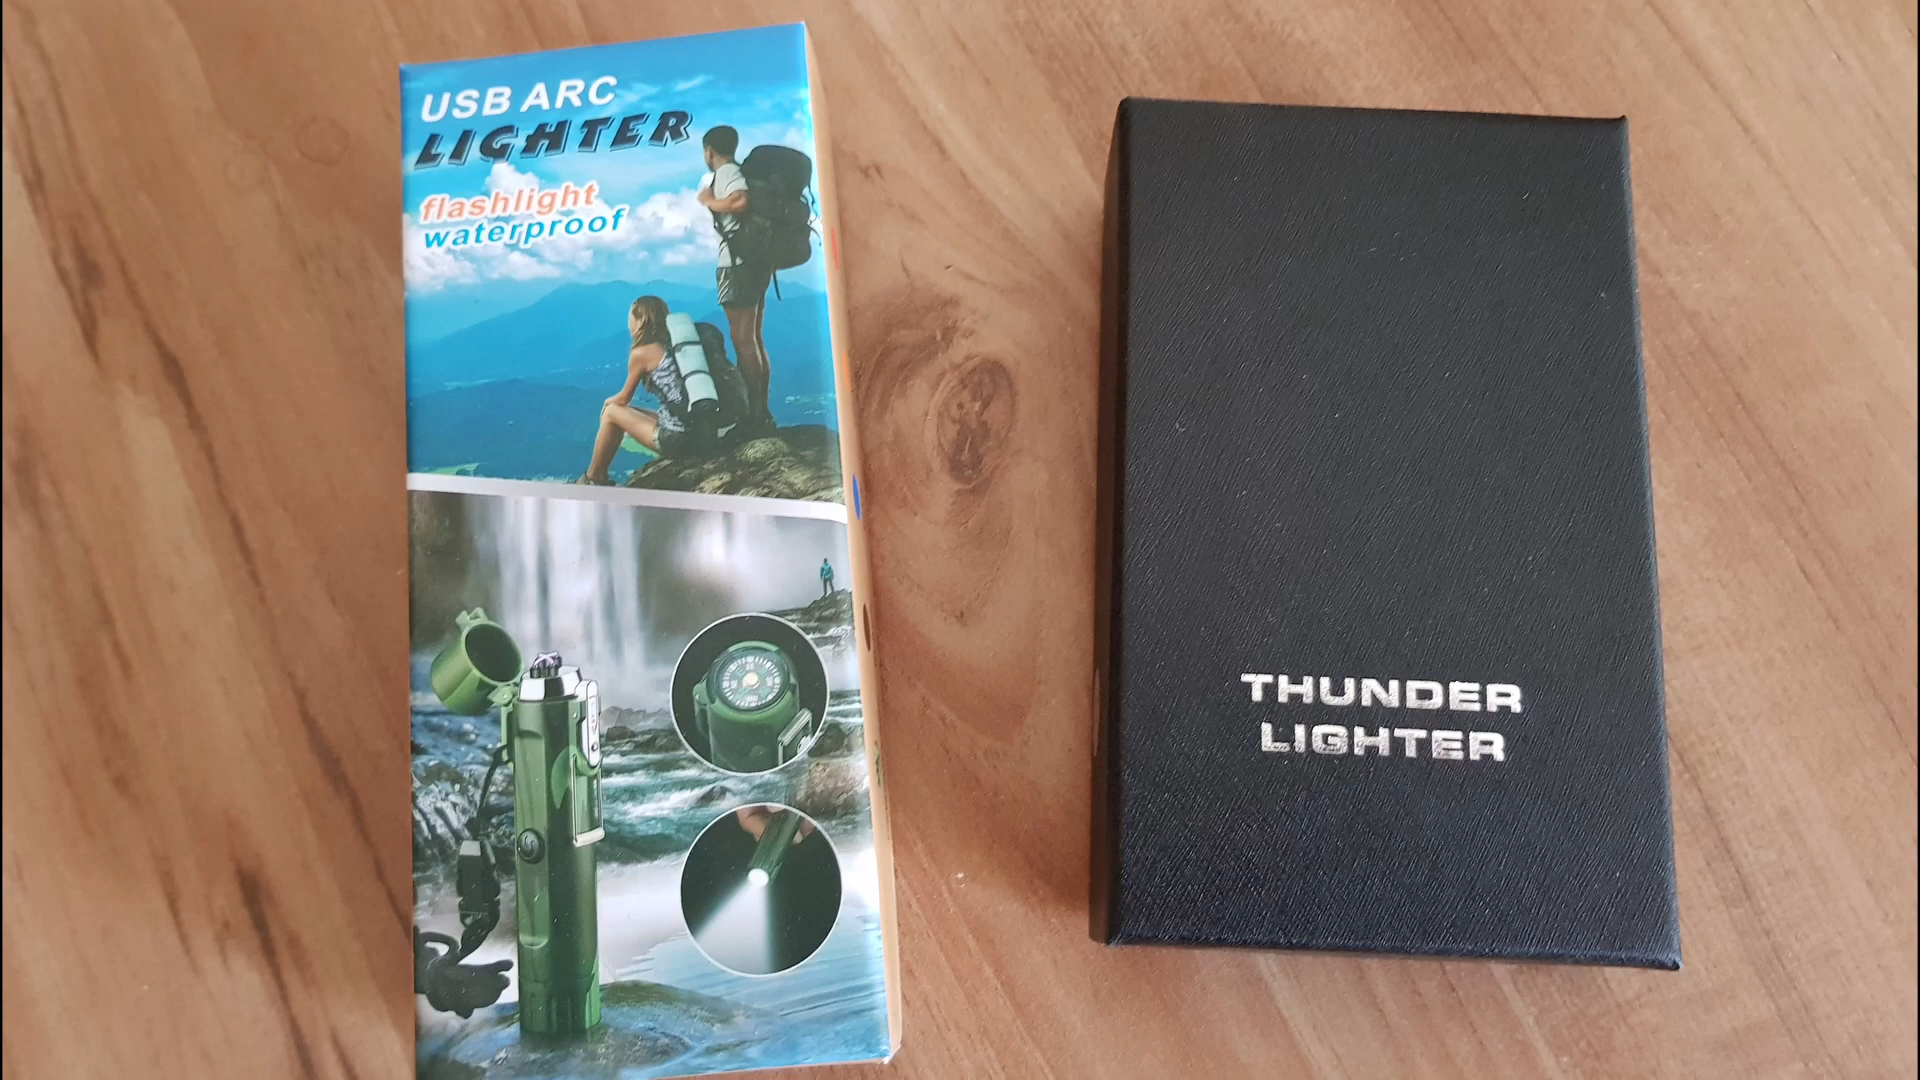 USB ARC
LIGHTER
flashlight
waterproof
THUNDER
LIGHTER